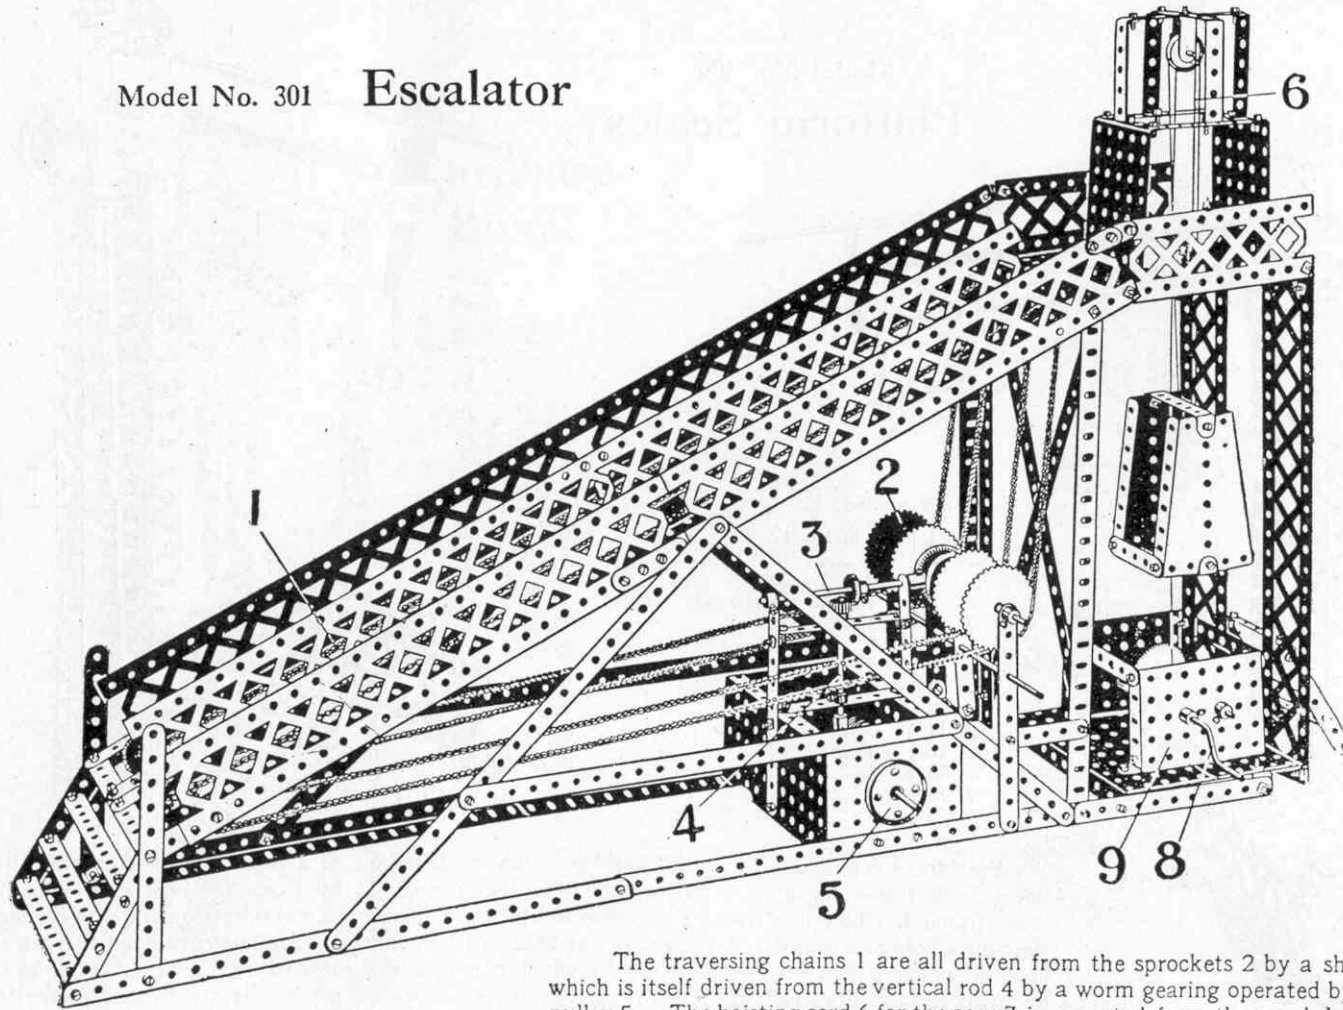 Model No. 301 Escalator
6
2
1
3
4
5
9 8
The traversing chains 1 are all driven from the sprockets 2 by a
which is itself driven from the vertical rod 4 by a worm gearing operated